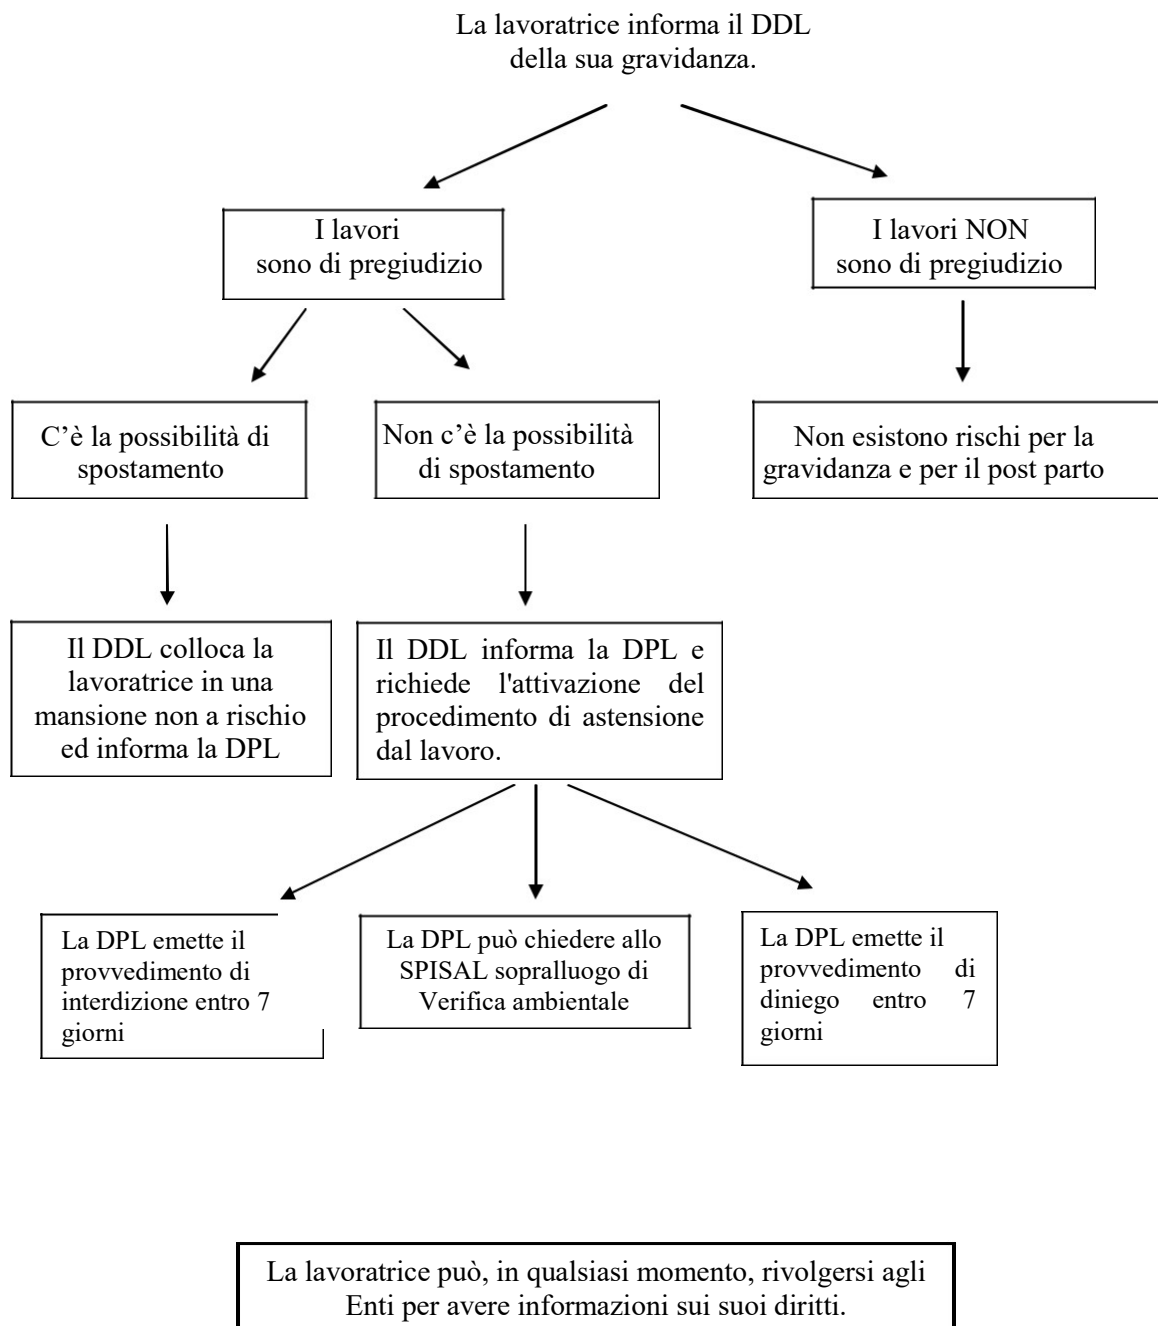 La lavoratrice informa il DDL
della sua gravidanza.
I lavori
sono di pregiudizio
I lavori NON
sono di pregiudizio
C'è la possibilità di
spostamento
Non c'è la possibilità
di spostamento
Non esistono rischi per la
gravidanza e per il post parto
Il DDL colloca la
lavoratrice in una
mansione non a rischio
ed informa la DPL
Il DDL informa la DPL e
richiede l'attivazione del
procedimento di astensione
dal lavoro.
La DPL emette il
provvedimento di
interdizione entro 7
giorni
La DPL può chiedere allo
SPISAL sopralluogo di
Verifica ambientale
La DPL emette il
provvedimento di
diniego entro 7
giorni
La lavoratrice può, in qualsiasi momento, rivolgersi agli
Enti per avere informazioni sui suoi diritti.